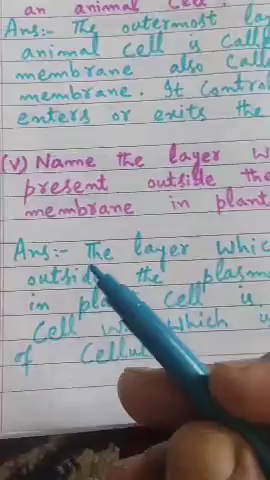 an animal cell.
Ans:- The outermost la
animal cell is call
membrane also call
membrane. It control
enters or exits the
(V) Name the layer w
present outside the
membrane in plant
Ans:- The layer whic
outside the plasm
in plant cell is
Cell which u
of Cellu